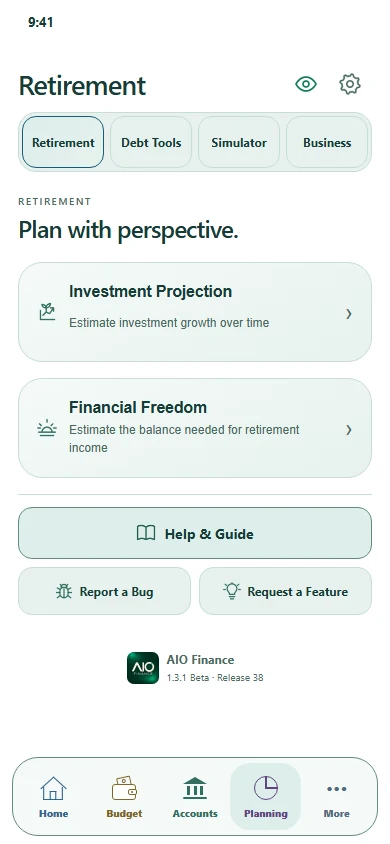 9:41
Retirement
Retirement
Debt Tools
Simulator
Business
RETIREMENT
Plan with perspective.
Investment Projection
Estimate investment growth over time
Financial Freedom
Estimate the balance needed for retirement
income
Help & Guide
Report a Bug
Request a Feature
AIO
FINANCE
AIO Finance
1.3.1 Beta · Release 38
Home
Budget
Accounts
Planning
More